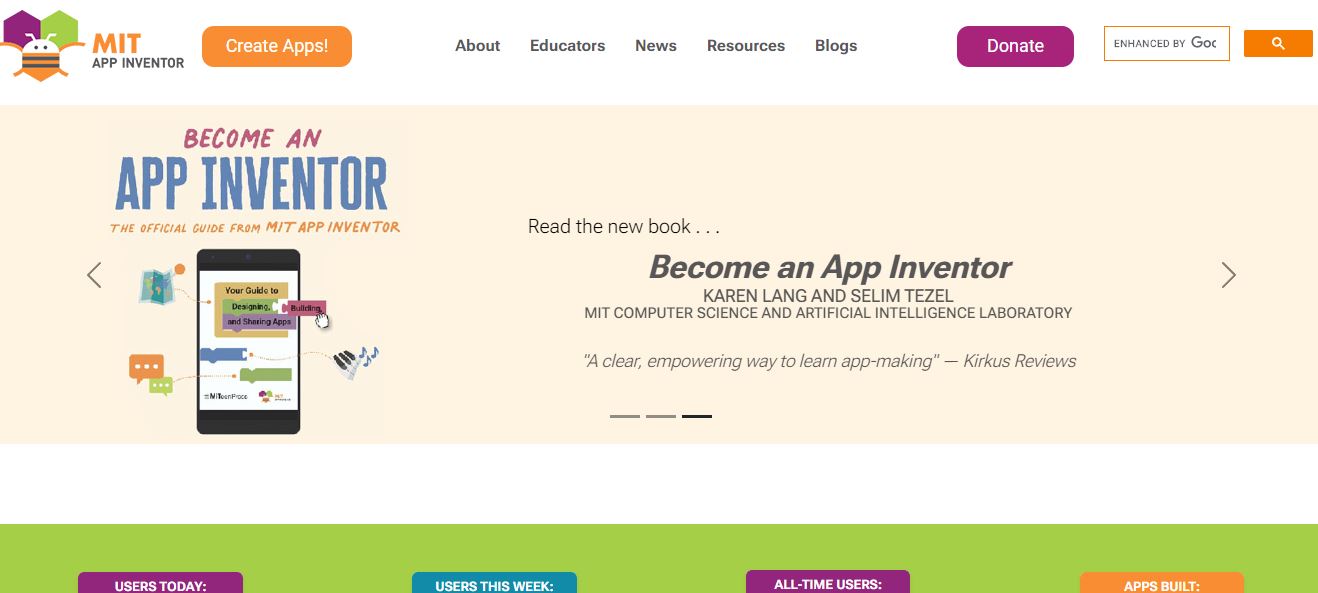 MIT
APP INVENTOR
Create Apps!
About
Educators
News
Resources
Blogs
Donate
ENHANCED BY
BECOME AN
APP INVENTOR
THE OFFICIAL GUIDE FROM MIT APP INVENTOR
Your Guide to
Designing,
Building,
and Sharing Apps
MIT
Read the new book . . .
Become an App Inventor
KAREN LANG AND SELIM TEZEL
MIT COMPUTER SCIENCE AND ARTIFICIAL INTELLIGENCE LABORATORY
"A clear, empowering way to learn app-making" — Kirkus Reviews
USERS TODAY:
USERS THIS WEEK:
ALL-TIME USERS:
APPS BUILT: